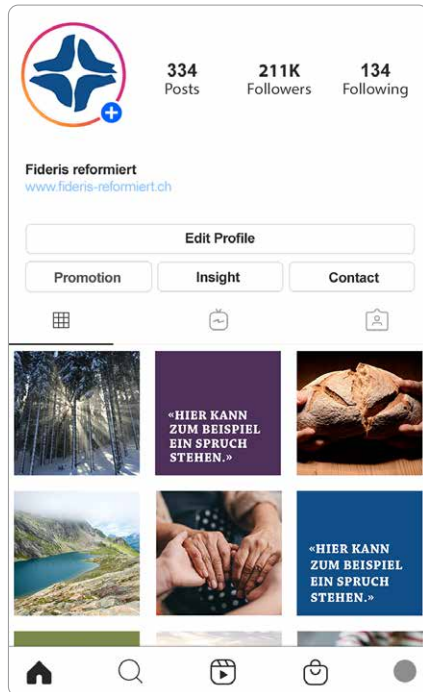 334 211K 134
Posts Followers Following
Fideris reformiert
www.fideris-reformiert.ch
Edit Profile
Promotion Insight Contact
«HIER KANN
ZUM BEISPIEL
EIN SPRUCH
STEHEN.»
«HIER KANN
ZUM BEISPIEL
EIN SPRUCH
STEHEN.»